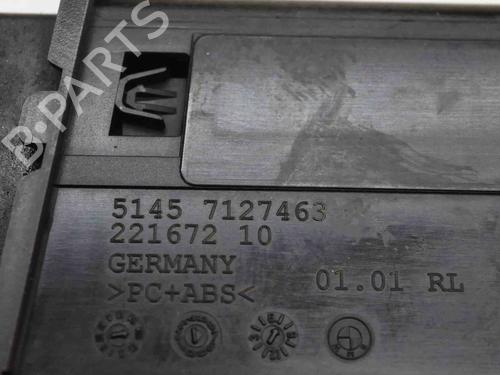 B-PARTS
5145 7127463
221672 10
GERMANY
01.01 RL
>PC+ABS<